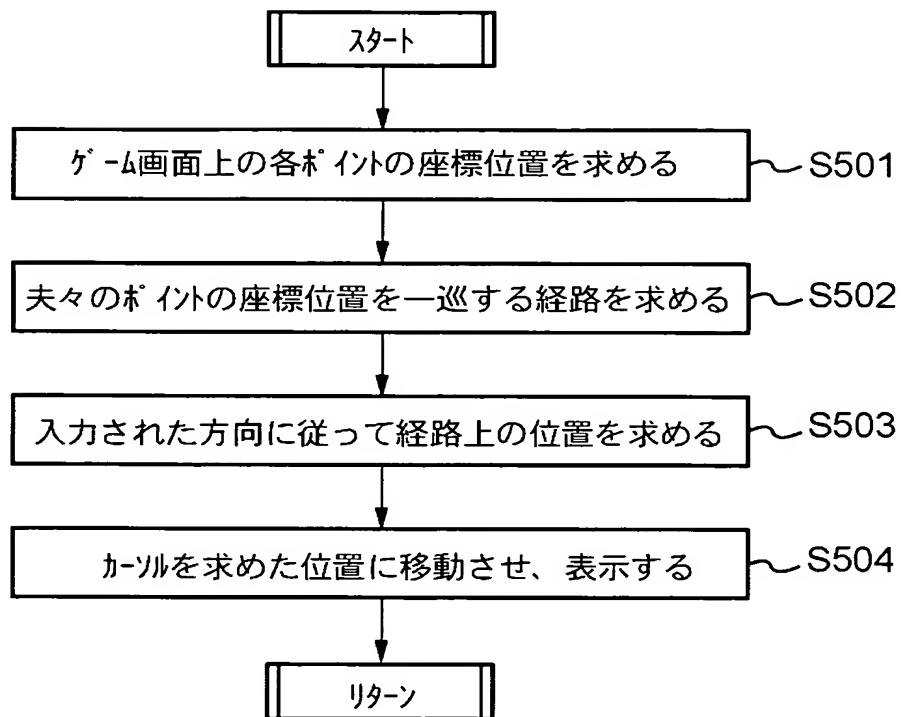 スタート
ゲーム画面上の各ポイントの座標位置を求める
S501
夫々のポイントの座標位置を一巡する経路を求める
S502
入力された方向に従って経路上の位置を求める
S503
カーソルを求めた位置に移動させ、表示する
S504
リターン